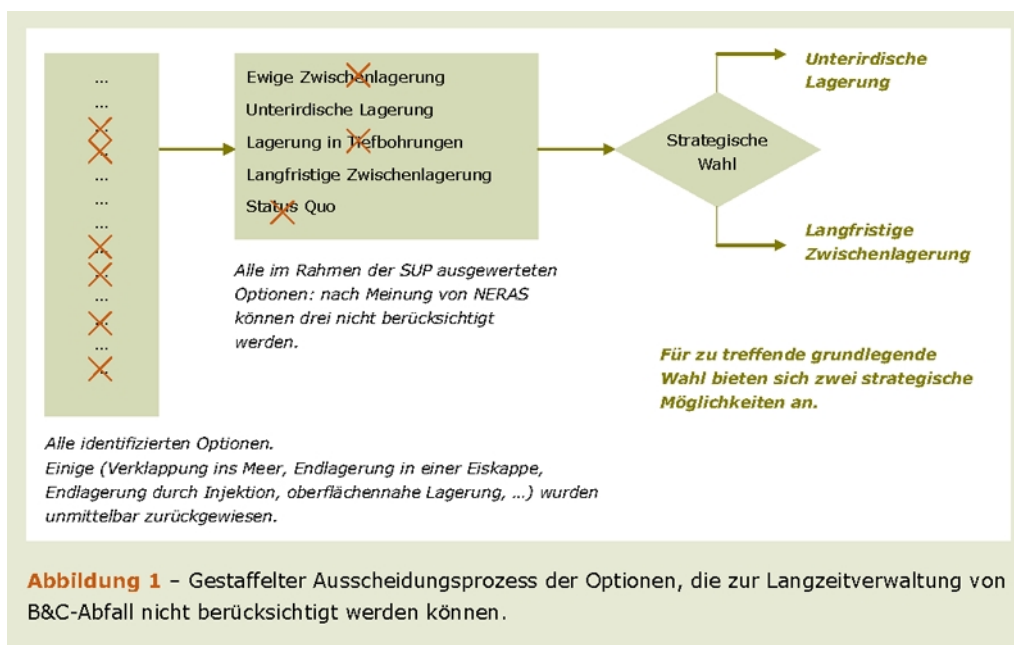 ...
...
...
...
...
...
...
...
...
...
...
...
...
Ewige Zwischenlagerung
Unterirdische Lagerung
Lagerung in Tiefbohrungen
Langfristige Zwischenlagerung
Status Quo
Alle im Rahmen der SUP ausgewerteten
Optionen: nach Meinung von NERAS
können drei nicht berücksichtigt
werden.
Strategische
Wahl
Unterirdische
Lagerung
Langfristige
Zwischenlagerung
Für zu treffende grundlegende
Wahl bieten sich zwei strategische
Möglichkeiten an.
Alle identifizierten Optionen.
Einige (Verklappung ins Meer, Endlagerung in einer Eiskappe,
Endlagerung durch Injektion, oberflächennahe Lagerung, ...) wurden
unmittelbar zurückgewiesen.
Abbildung 1 – Gestaffelter Ausscheidungsprozess der Optionen, die zur Langzeitverwaltung von
B&C-Abfall nicht berücksichtigt werden können.